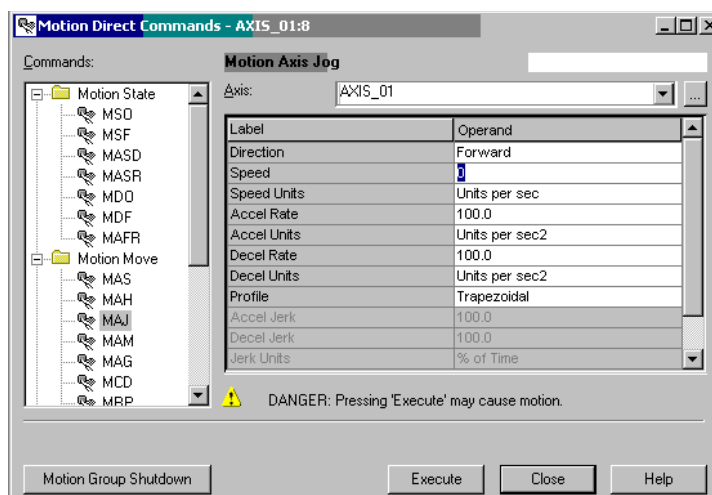 Motion Direct Commands - AXIS_01:8
Commands:
Motion State
MSO
MSF
MASD
MASR
MDO
MDF
MAFR
Motion Move
MAS
MAH
MAJ
MAM
MAG
MCD
MRP
Motion Axis Jog
Axis: AXIS_01 ...
Label Operand
Direction Forward
Speed 0
Speed Units Units per sec
Accel Rate 100.0
Accel Units Units per sec2
Decel Rate 100.0
Decel Units Units per sec2
Profile Trapezoidal
Accel Jerk 100.0
Decel Jerk 100.0
Jerk Units % of Time
DANGER: Pressing 'Execute' may cause motion.
Motion Group Shutdown Execute Close Help